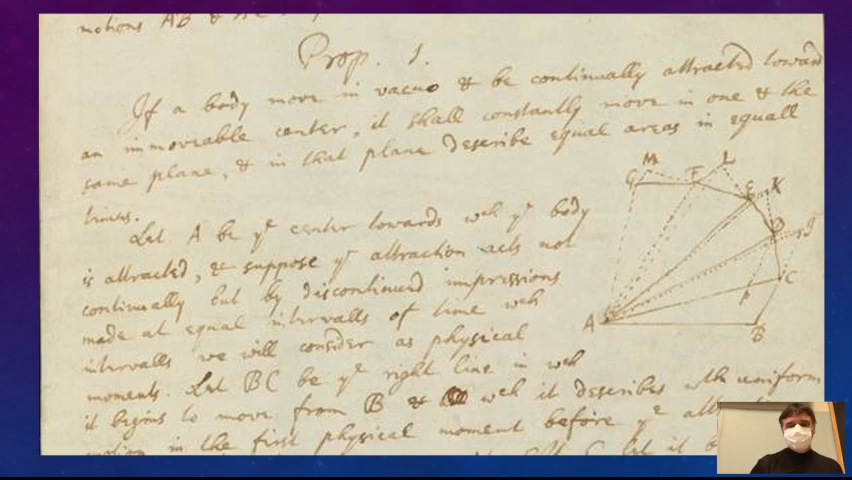 motions AB &
Prop. 1.
If a body move in vacuo & be continually attracted toward
an immoveable center, it shall constantly move in one & the
same plane, & in that plane describe equal areas in equall
times.
Let A be yᵉ center towards wᶜʰ yᵉ body
is attracted, & suppose yᵉ attraction acts not
continually but by discontinued impressions
made at equal intervalls of time wᶜʰ
intervalls we will consider as physical
moments. Let BC be yᵉ right line in wᶜʰ
it begins to move from B & wᶜʰ it describes wᵗʰ uniform
motion in the first physical moment before yᵉ
M
L
G
F
E
K
D
I
C
A
B